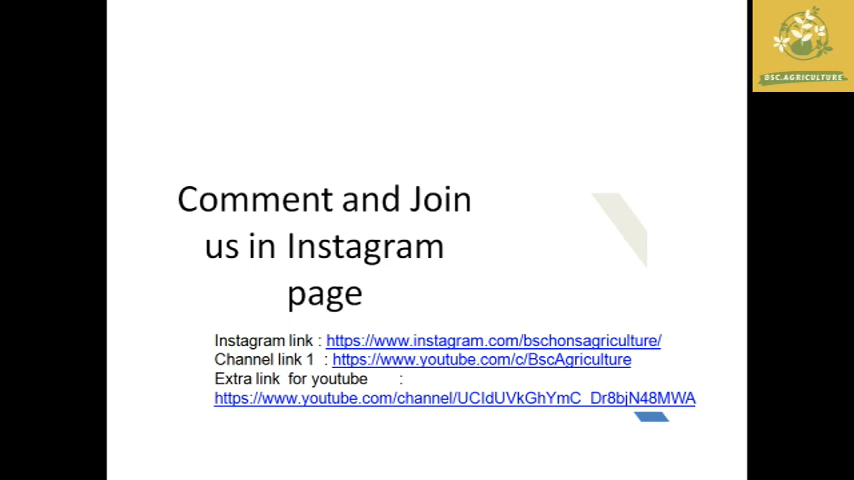 BSC.AGRICULTURE
Comment and Join
us in Instagram
page
Instagram link : https://www.instagram.com/bschonsagriculture/
Channel link 1 : https://www.youtube.com/c/BscAgriculture
Extra link for youtube :
https://www.youtube.com/channel/UCIdUVkGhYmC_Dr8bjN48MWA